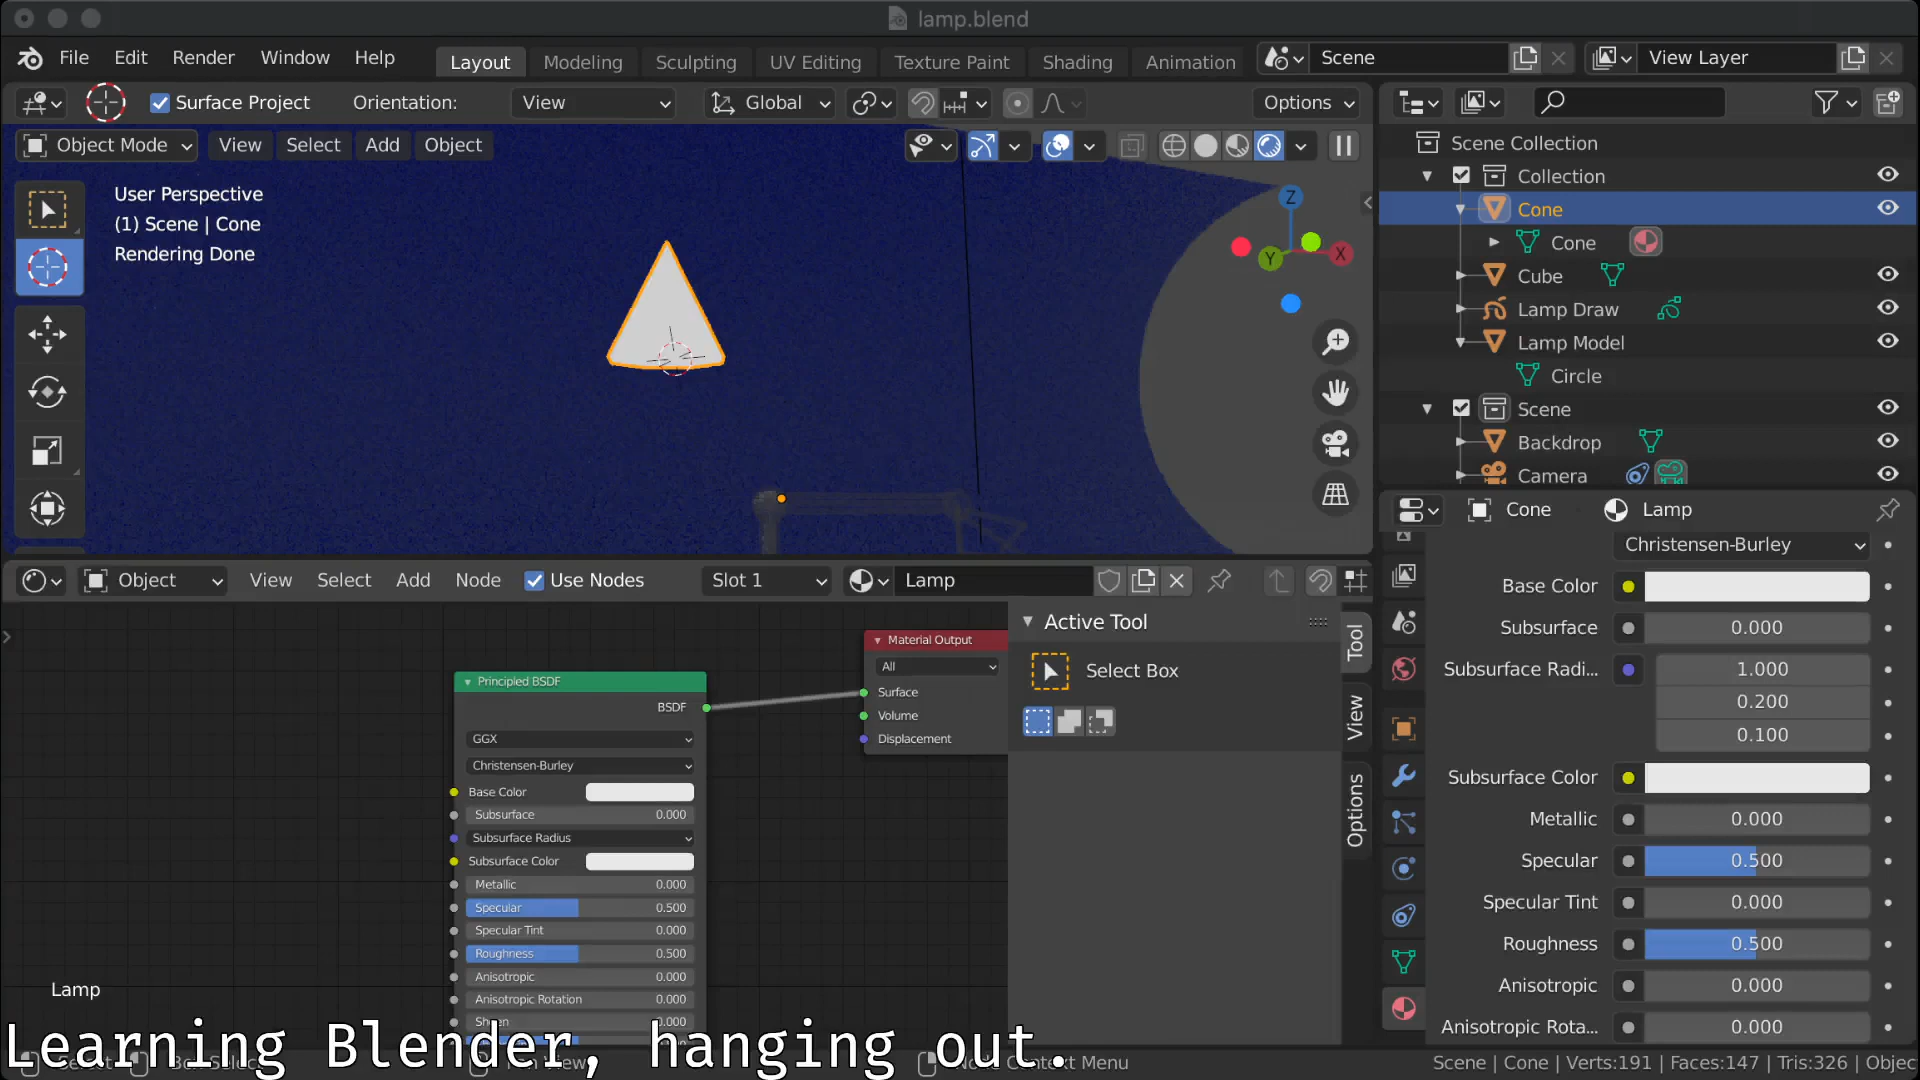 lamp.blend
File Edit Render Window Help
Layout Modeling Sculpting UV Editing Texture Paint Shading Animation
Scene
View Layer
Surface Project Orientation: View Global Options
Object Mode View Select Add Object
User Perspective
(1) Scene | Cone
Rendering Done
Z
X
Y
Scene Collection
Collection
Cone
Cone
Cube
Lamp Draw
Lamp Model
Circle
Scene
Backdrop
Camera
Object View Select Add Node Use Nodes Slot 1 Lamp
Principled BSDF
BSDF
GGX
Christensen-Burley
Base Color
Subsurface 0.000
Subsurface Radius
Subsurface Color
Metallic 0.000
Specular 0.500
Specular Tint 0.000
Roughness 0.500
Anisotropic 0.000
Anisotropic Rotation 0.000
Sheen 0.000
Material Output
All
Surface
Volume
Displacement
Active Tool
Select Box
Tool
View
Options
Cone Lamp
Christensen-Burley
Base Color
Subsurface 0.000
Subsurface Radi... 1.000
0.200
0.100
Subsurface Color
Metallic 0.000
Specular 0.500
Specular Tint 0.000
Roughness 0.500
Anisotropic 0.000
Anisotropic Rota... 0.000
Lamp
Learning Blender, hanging out.
Context Menu
Scene | Cone | Verts:191 | Faces:147 | Tris:326 | Objec